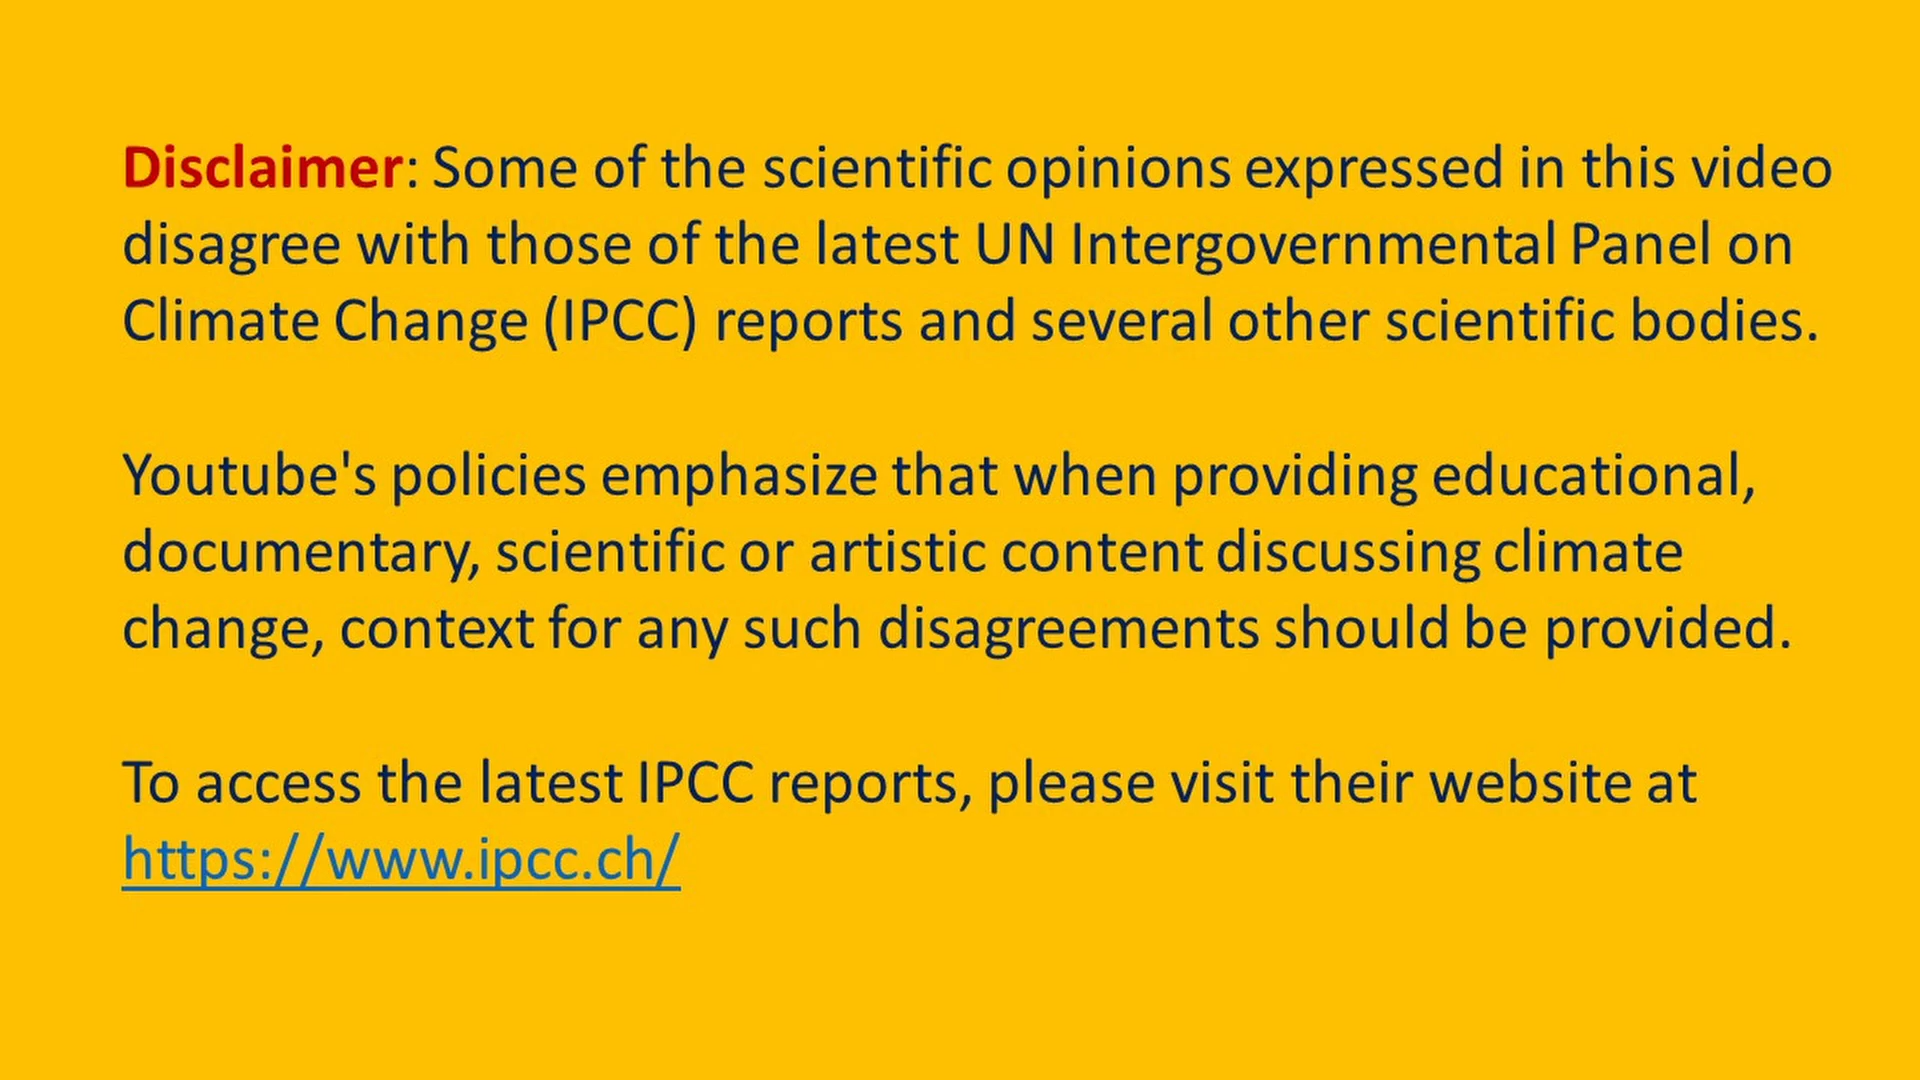 Disclaimer: Some of the scientific opinions expressed in this video
disagree with those of the latest UN Intergovernmental Panel on
Climate Change (IPCC) reports and several other scientific bodies.
Youtube's policies emphasize that when providing educational,
documentary, scientific or artistic content discussing climate
change, context for any such disagreements should be provided.
To access the latest IPCC reports, please visit their website at
https://www.ipcc.ch/